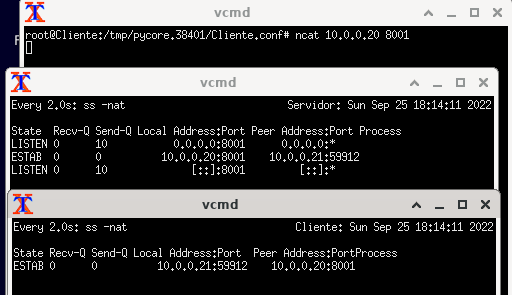 vcmd
root@Cliente:/tmp/pycore.38401/Cliente.conf# ncat 10.0.0.20 8001
vcmd
Every 2.0s: ss -nat Servidor: Sun Sep 25 18:14:11 2022
State Recv-Q Send-Q Local Address:Port Peer Address:Port Process
LISTEN 0 10 0.0.0.0:8001 0.0.0.0:*
ESTAB 0 0 10.0.0.20:8001 10.0.0.21:59912
LISTEN 0 10 [::]:8001 [::]:*
vcmd
Every 2.0s: ss -nat Cliente: Sun Sep 25 18:14:11 2022
State Recv-Q Send-Q Local Address:Port Peer Address:PortProcess
ESTAB 0 0 10.0.0.21:59912 10.0.0.20:8001